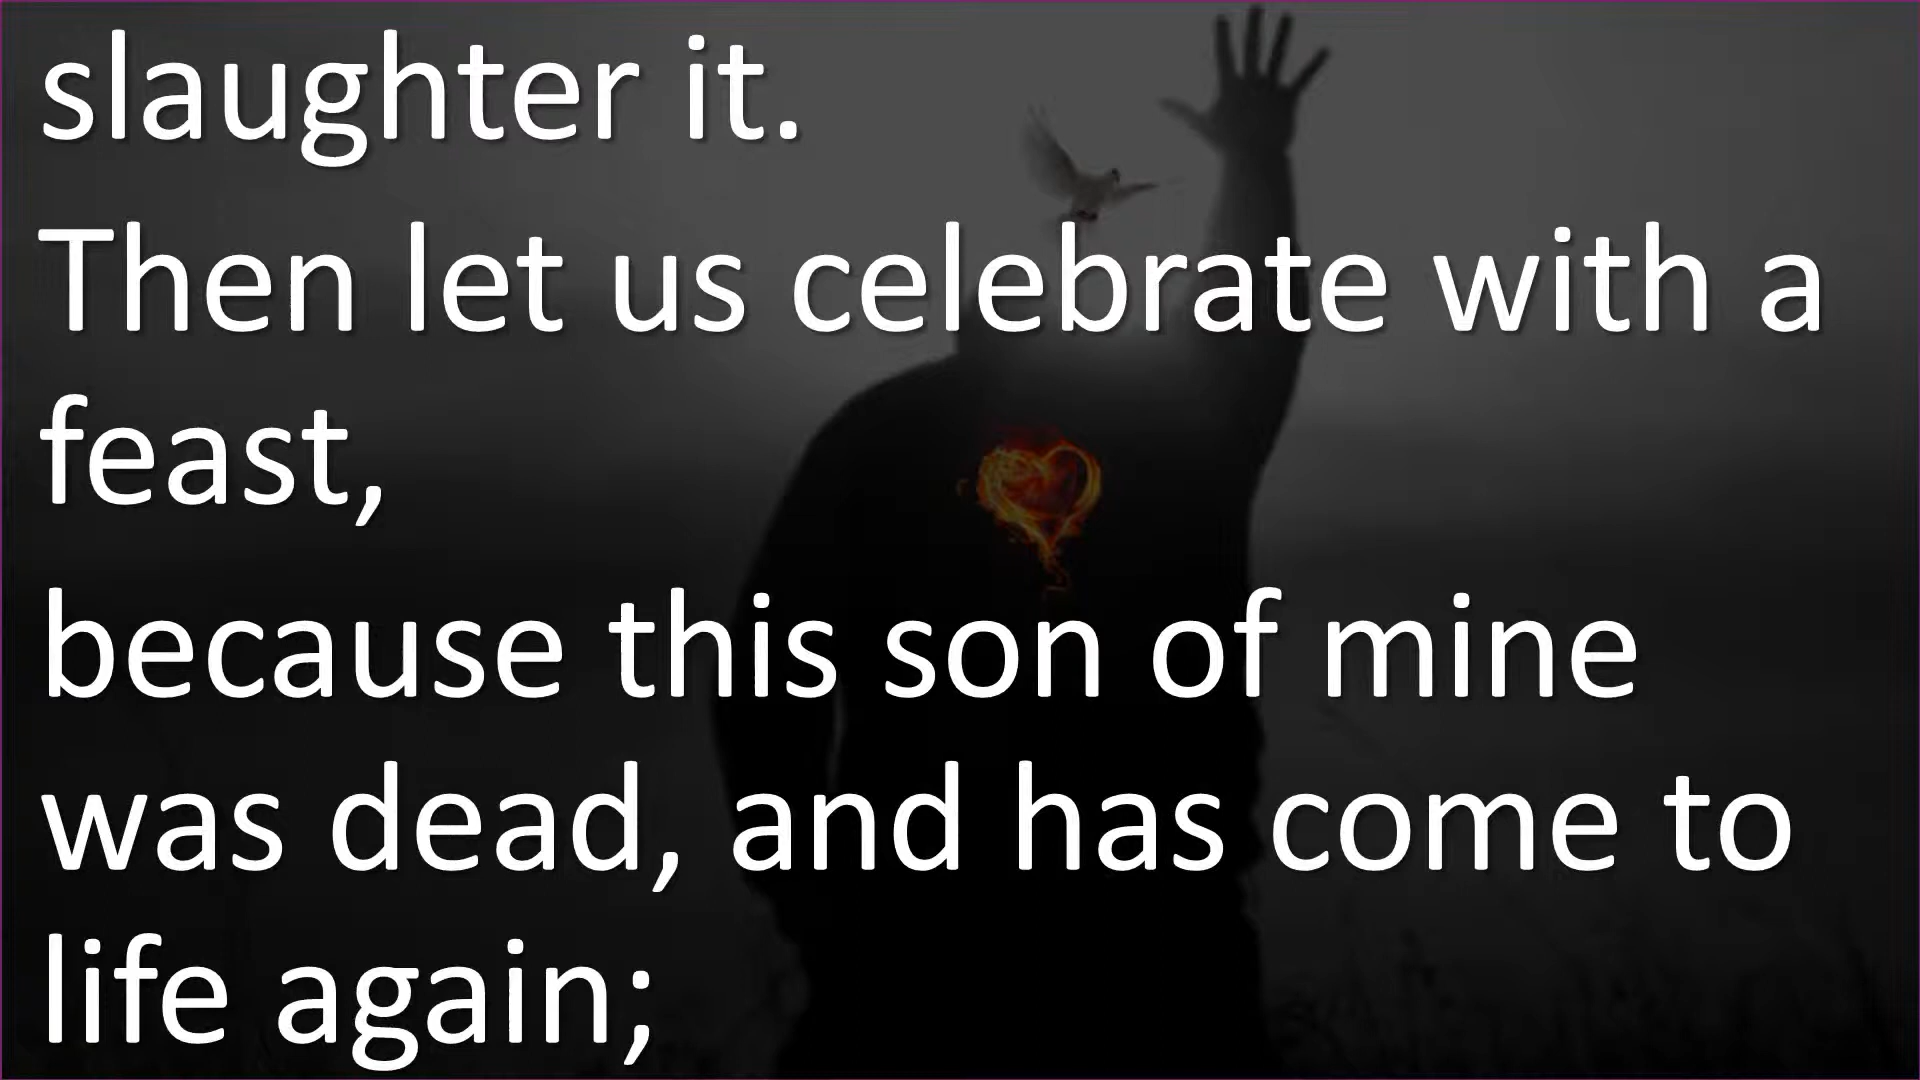 slaughter it.
Then let us celebrate with a
feast,
because this son of mine
was dead, and has come to
life again;